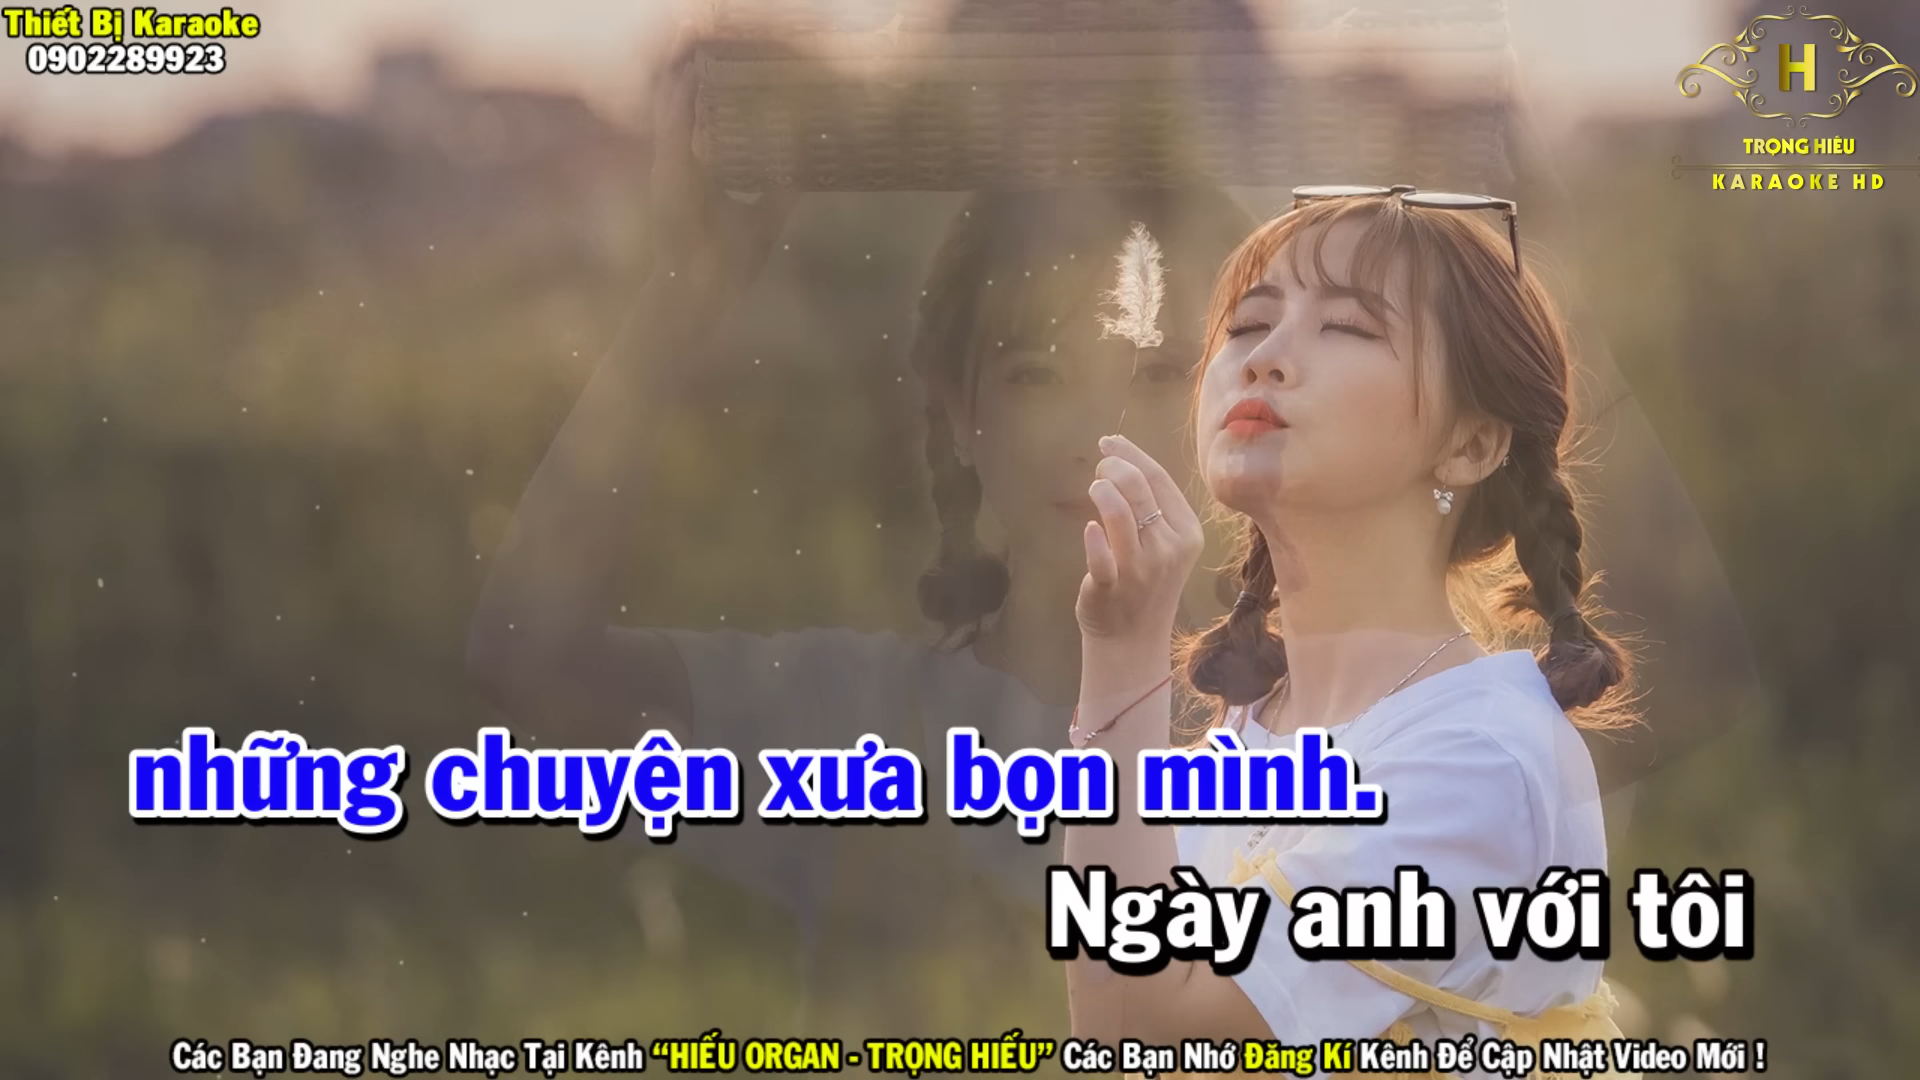 Thiết Bị Karaoke
0902289923
H
TRỌNG HIẾU
KARAOKE HD
những chuyện xưa bọn mình.
Ngày anh với tôi
Các Bạn Đang Nghe Nhạc Tại Kênh “HIẾU ORGAN - TRỌNG HIẾU” Các Bạn Nhớ Đăng Kí Kênh Để Cập Nhật Video Mới !